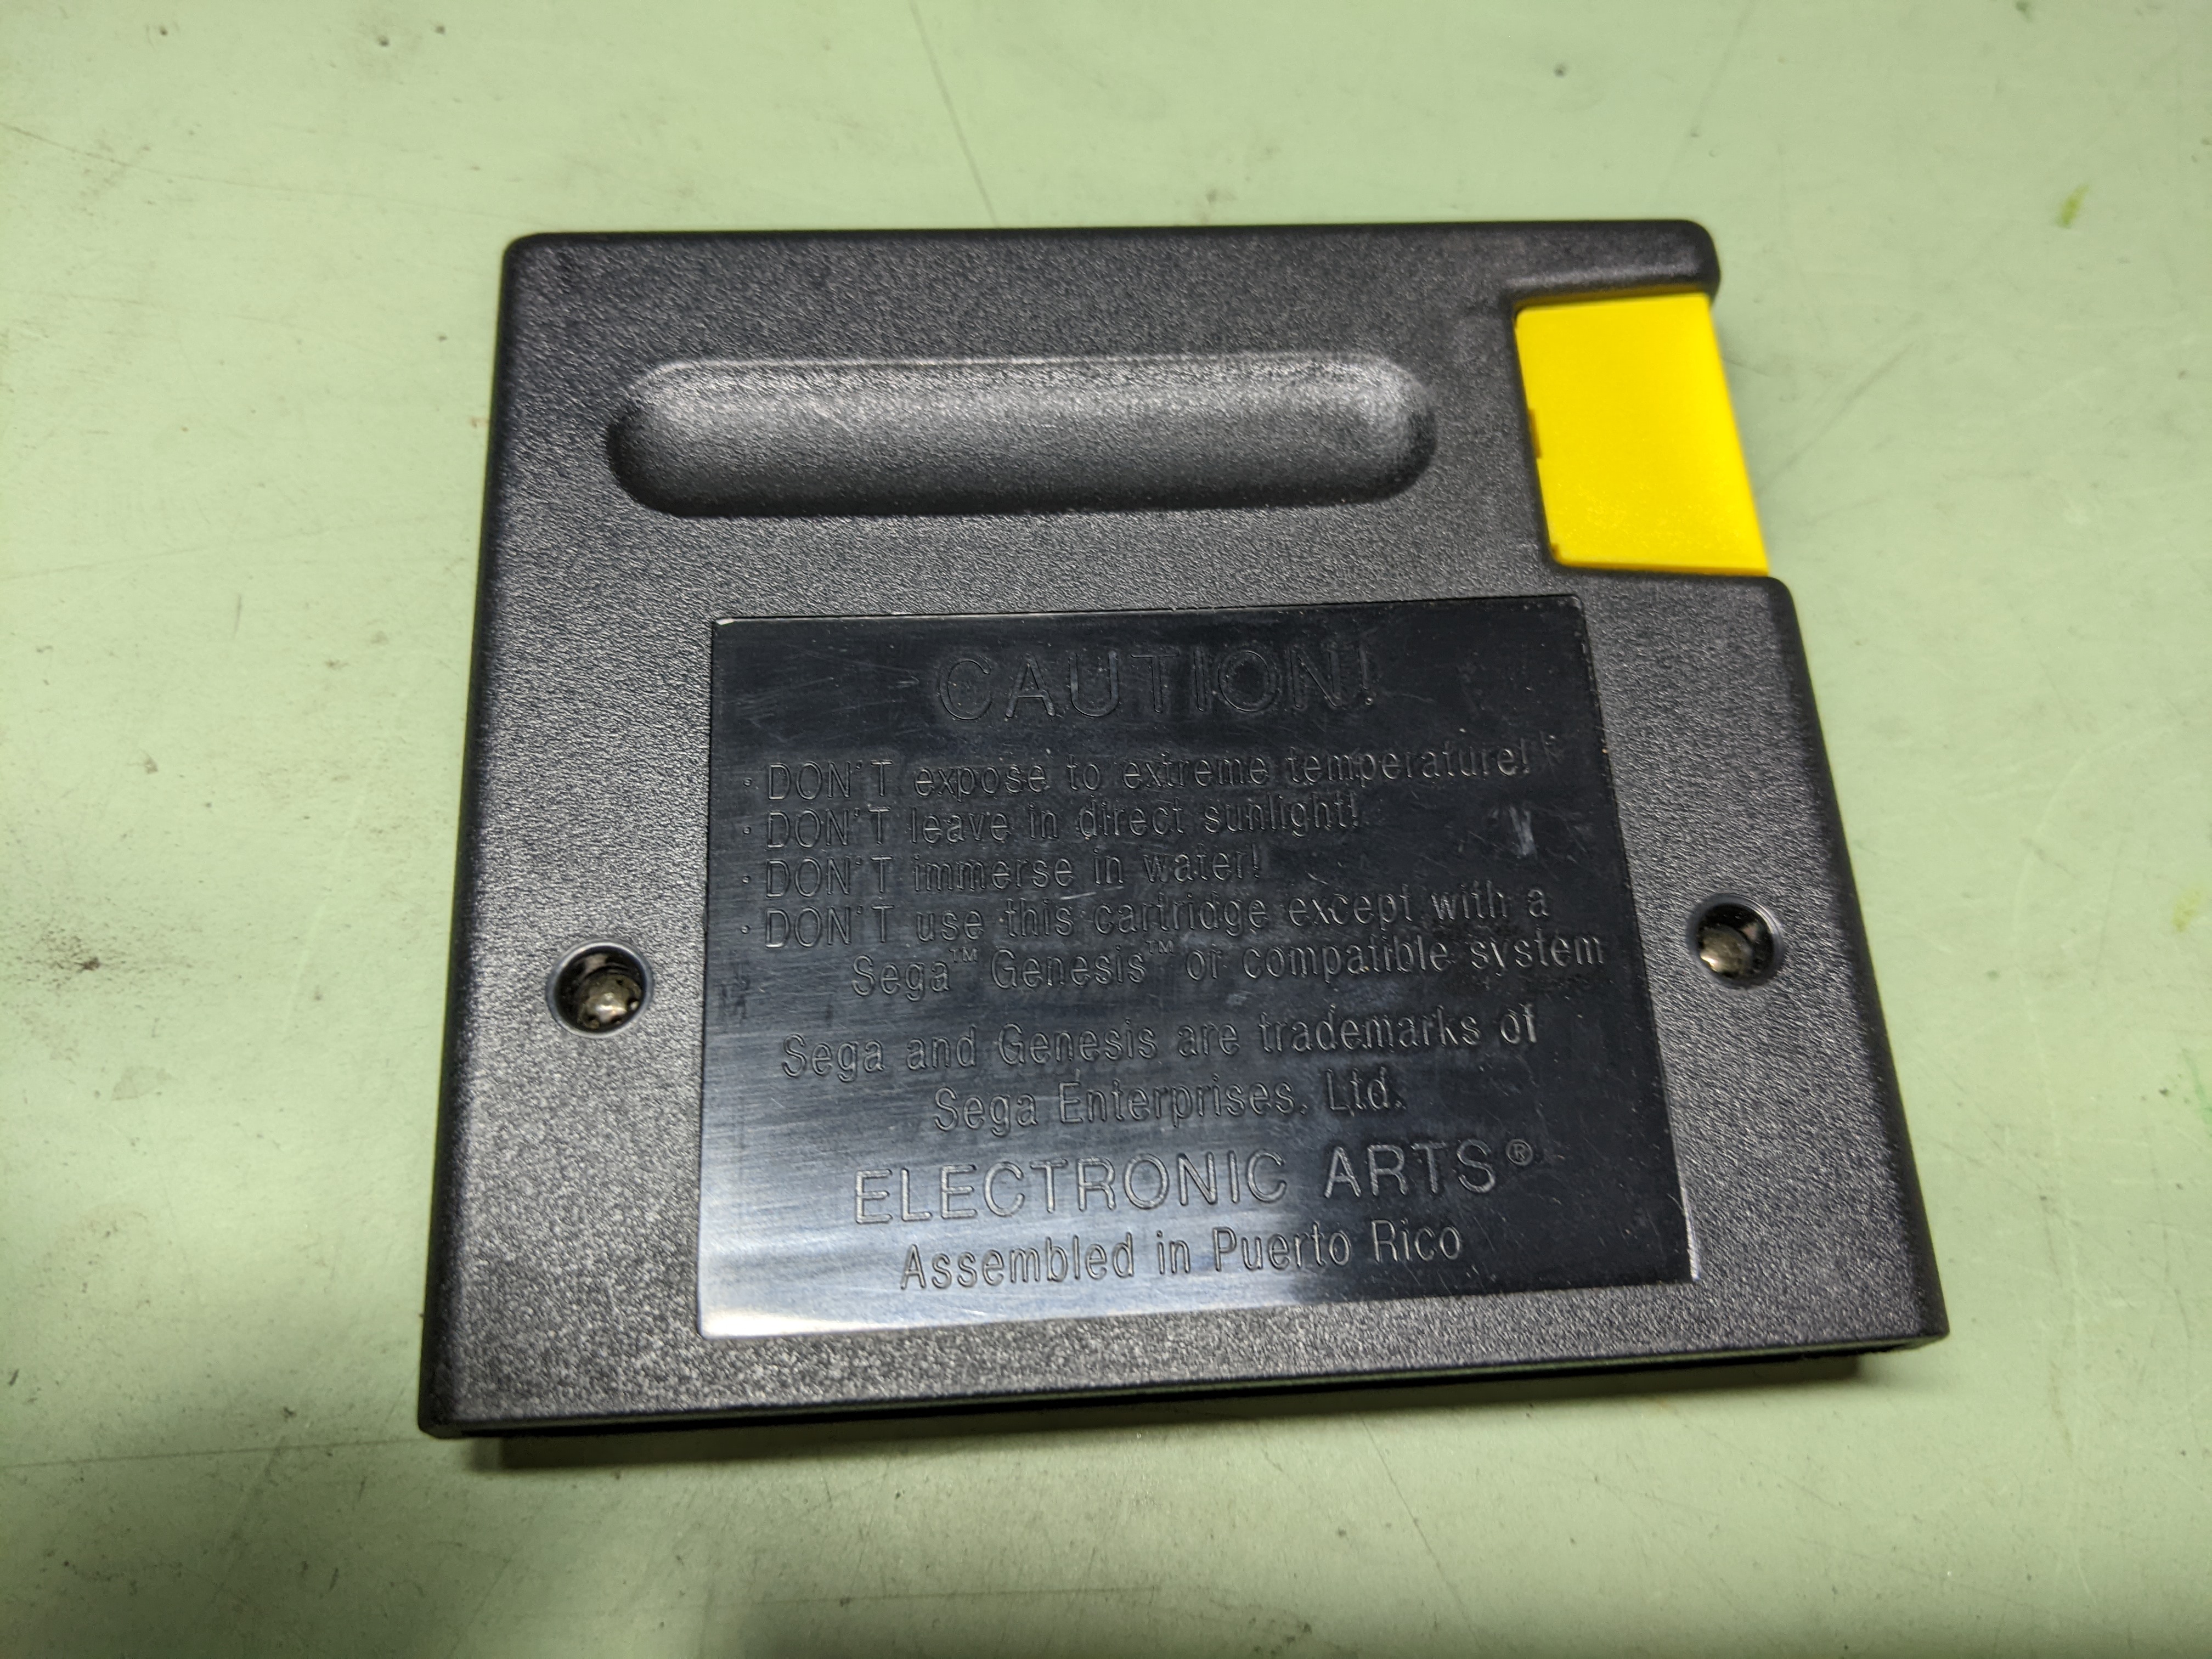 CAUTION!
· DON'T expose to extreme temperature!
· DON'T leave in direct sunlight!
· DON'T immerse in water!
· DON'T use this cartridge except with a
Sega™ Genesis™ or compatible system
Sega and Genesis are trademarks of
Sega Enterprises, Ltd.
ELECTRONIC ARTS®
Assembled in Puerto Rico